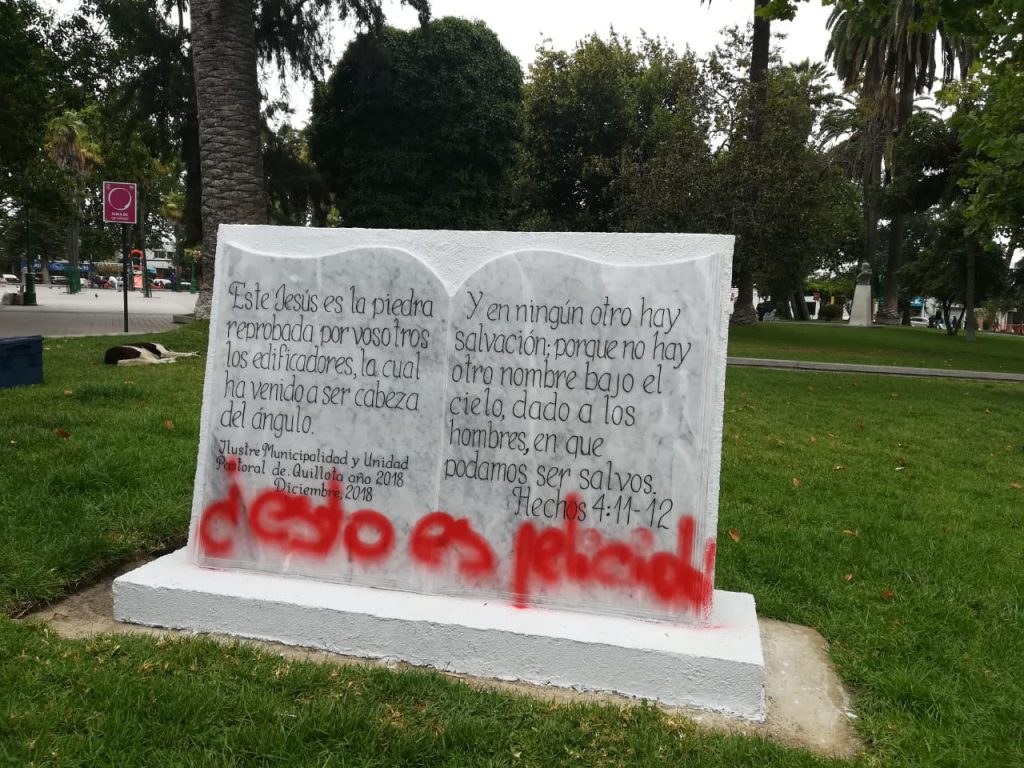 ZONA DE
Este Jesús es la piedra
reprobada por vosotros
los edificadores, la cual
ha venido a ser cabeza
del ángulo.
Ilustre Municipalidad y Unidad
Pastoral de Quillota año 2018
Diciembre, 2018
Y en ningún otro hay
salvación; porque no hay
otro nombre bajo el
cielo, dado a los
hombres, en que
podamos ser salvos.
Hechos 4:11-12
es